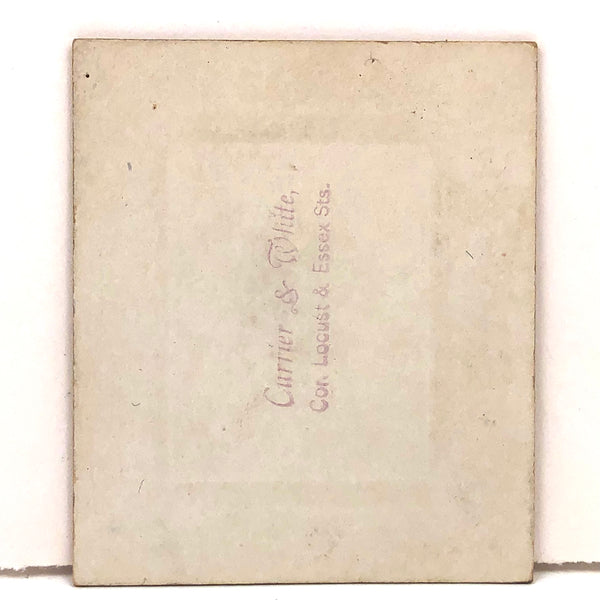 Currier & White,
Cor. Locust & Essex Sts.